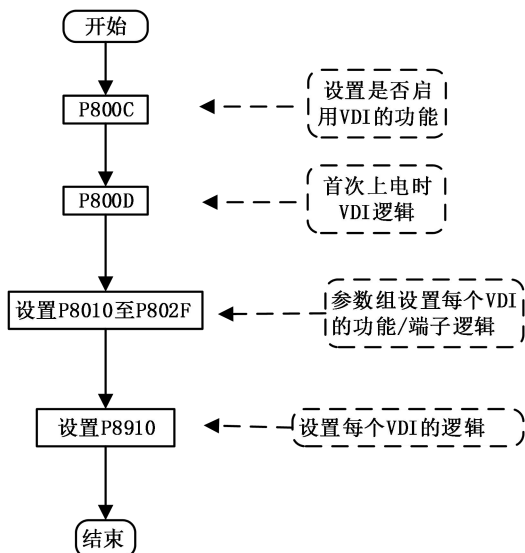 开始
P800C
设置是否启
用VDI的功能
P800D
首次上电时
VDI逻辑
设置P8010至P802F
参数组设置每个VDI
的功能/端子逻辑
设置P8910
设置每个VDI的逻辑
结束